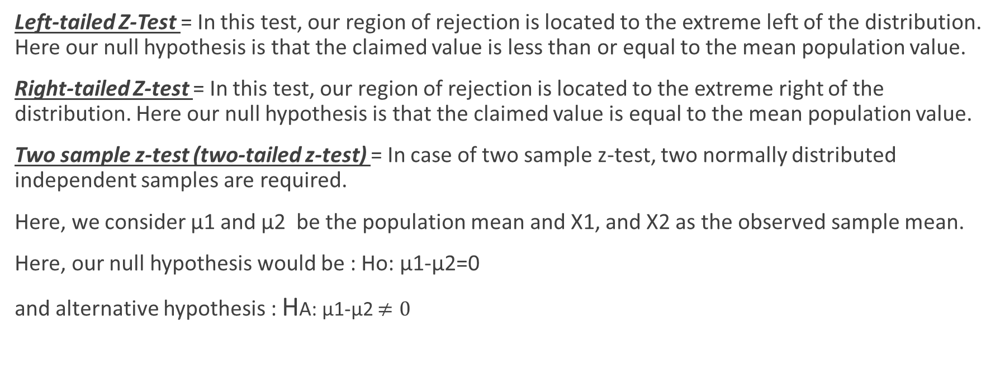 Left-tailed Z-Test = In this test, our region of rejection is located to the extreme left of the distribution.
Here our null hypothesis is that the claimed value is less than or equal to the mean population value.
Right-tailed Z-test = In this test, our region of rejection is located to the extreme right of the
distribution. Here our null hypothesis is that the claimed value is equal to the mean population value.
Two sample z-test (two-tailed z-test) = In case of two sample z-test, two normally distributed
independent samples are required.
Here, we consider µ1 and µ2 be the population mean and X1, and X2 as the observed sample mean.
Here, our null hypothesis would be : Ho: µ1-µ2=0
and alternative hypothesis : HA: µ1-µ2 ≠ 0